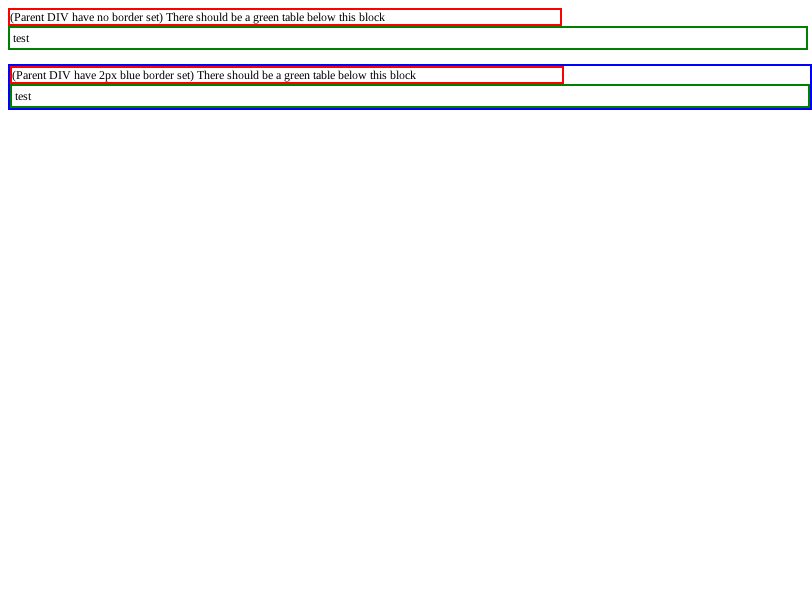 (Parent DIV have no border set) There should be a green table below this block
test
(Parent DIV have 2px blue border set) There should be a green table below this block
test